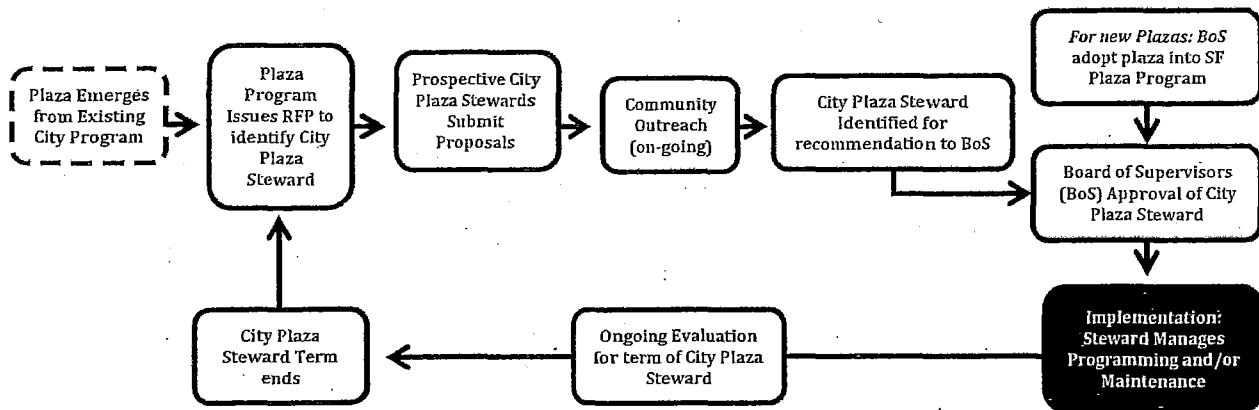 Plaza Emerges
from Existing
City Program
Plaza
Program
Issues RFP to
identify City
Plaza
Steward
Prospective City
Plaza Stewards
Submit
Proposals
Community
Outreach
(on-going)
City Plaza Steward
Identified for
recommendation to BoS
For new Plazas: BoS
adopt plaza into SF
Plaza Program
Board of Supervisors
(BoS) Approval of City
Plaza Steward
Implementation:
Steward Manages
Programming and/or
Maintenance
Ongoing Evaluation
for term of City Plaza
Steward
City Plaza
Steward Term
ends